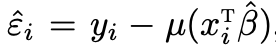 ε̂ᵢ = yᵢ − μ(xᵢᵀβ̂),